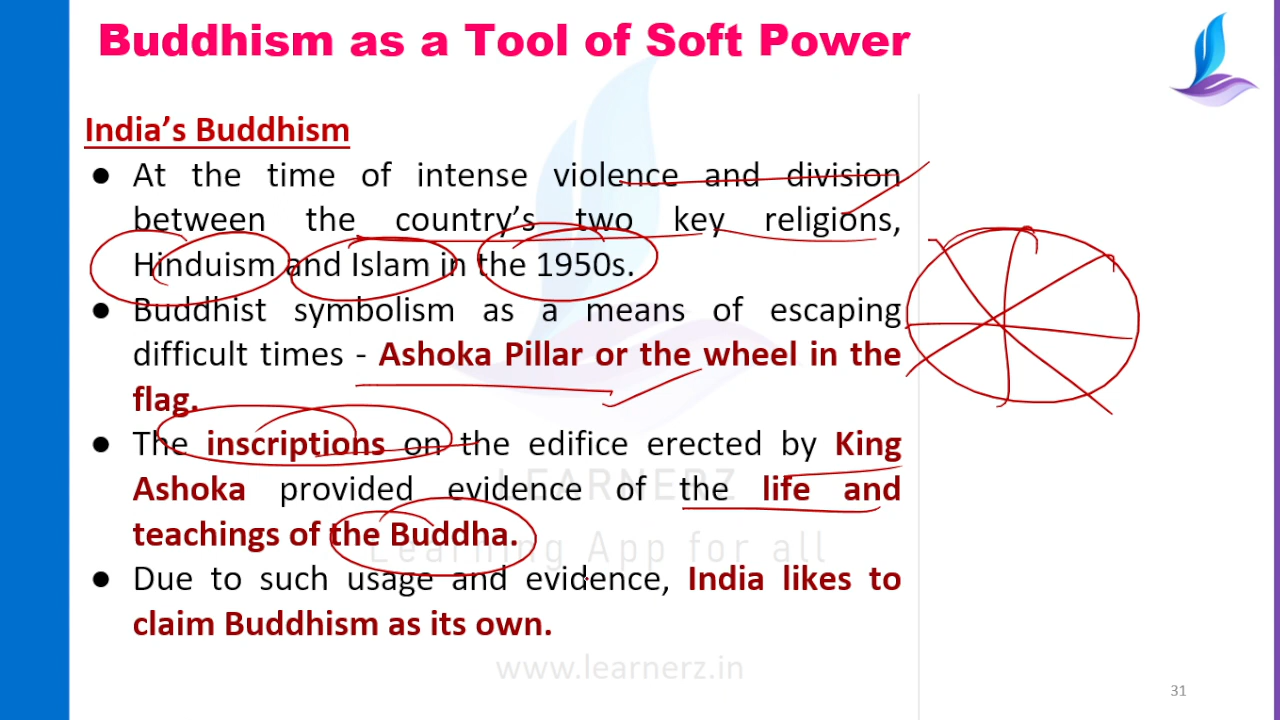 Buddhism as a Tool of Soft Power
India's Buddhism
● At the time of intense violence and division
between the country's two key religions,
Hinduism and Islam in the 1950s.
● Buddhist symbolism as a means of escaping
difficult times - Ashoka Pillar or the wheel in the
flag.
● The inscriptions on the edifice erected by King
Ashoka provided evidence of the life and
teachings of the Buddha.
● Due to such usage and evidence, India likes to
claim Buddhism as its own.
LEARNERZ
Learning App for all
www.learnerz.in
31